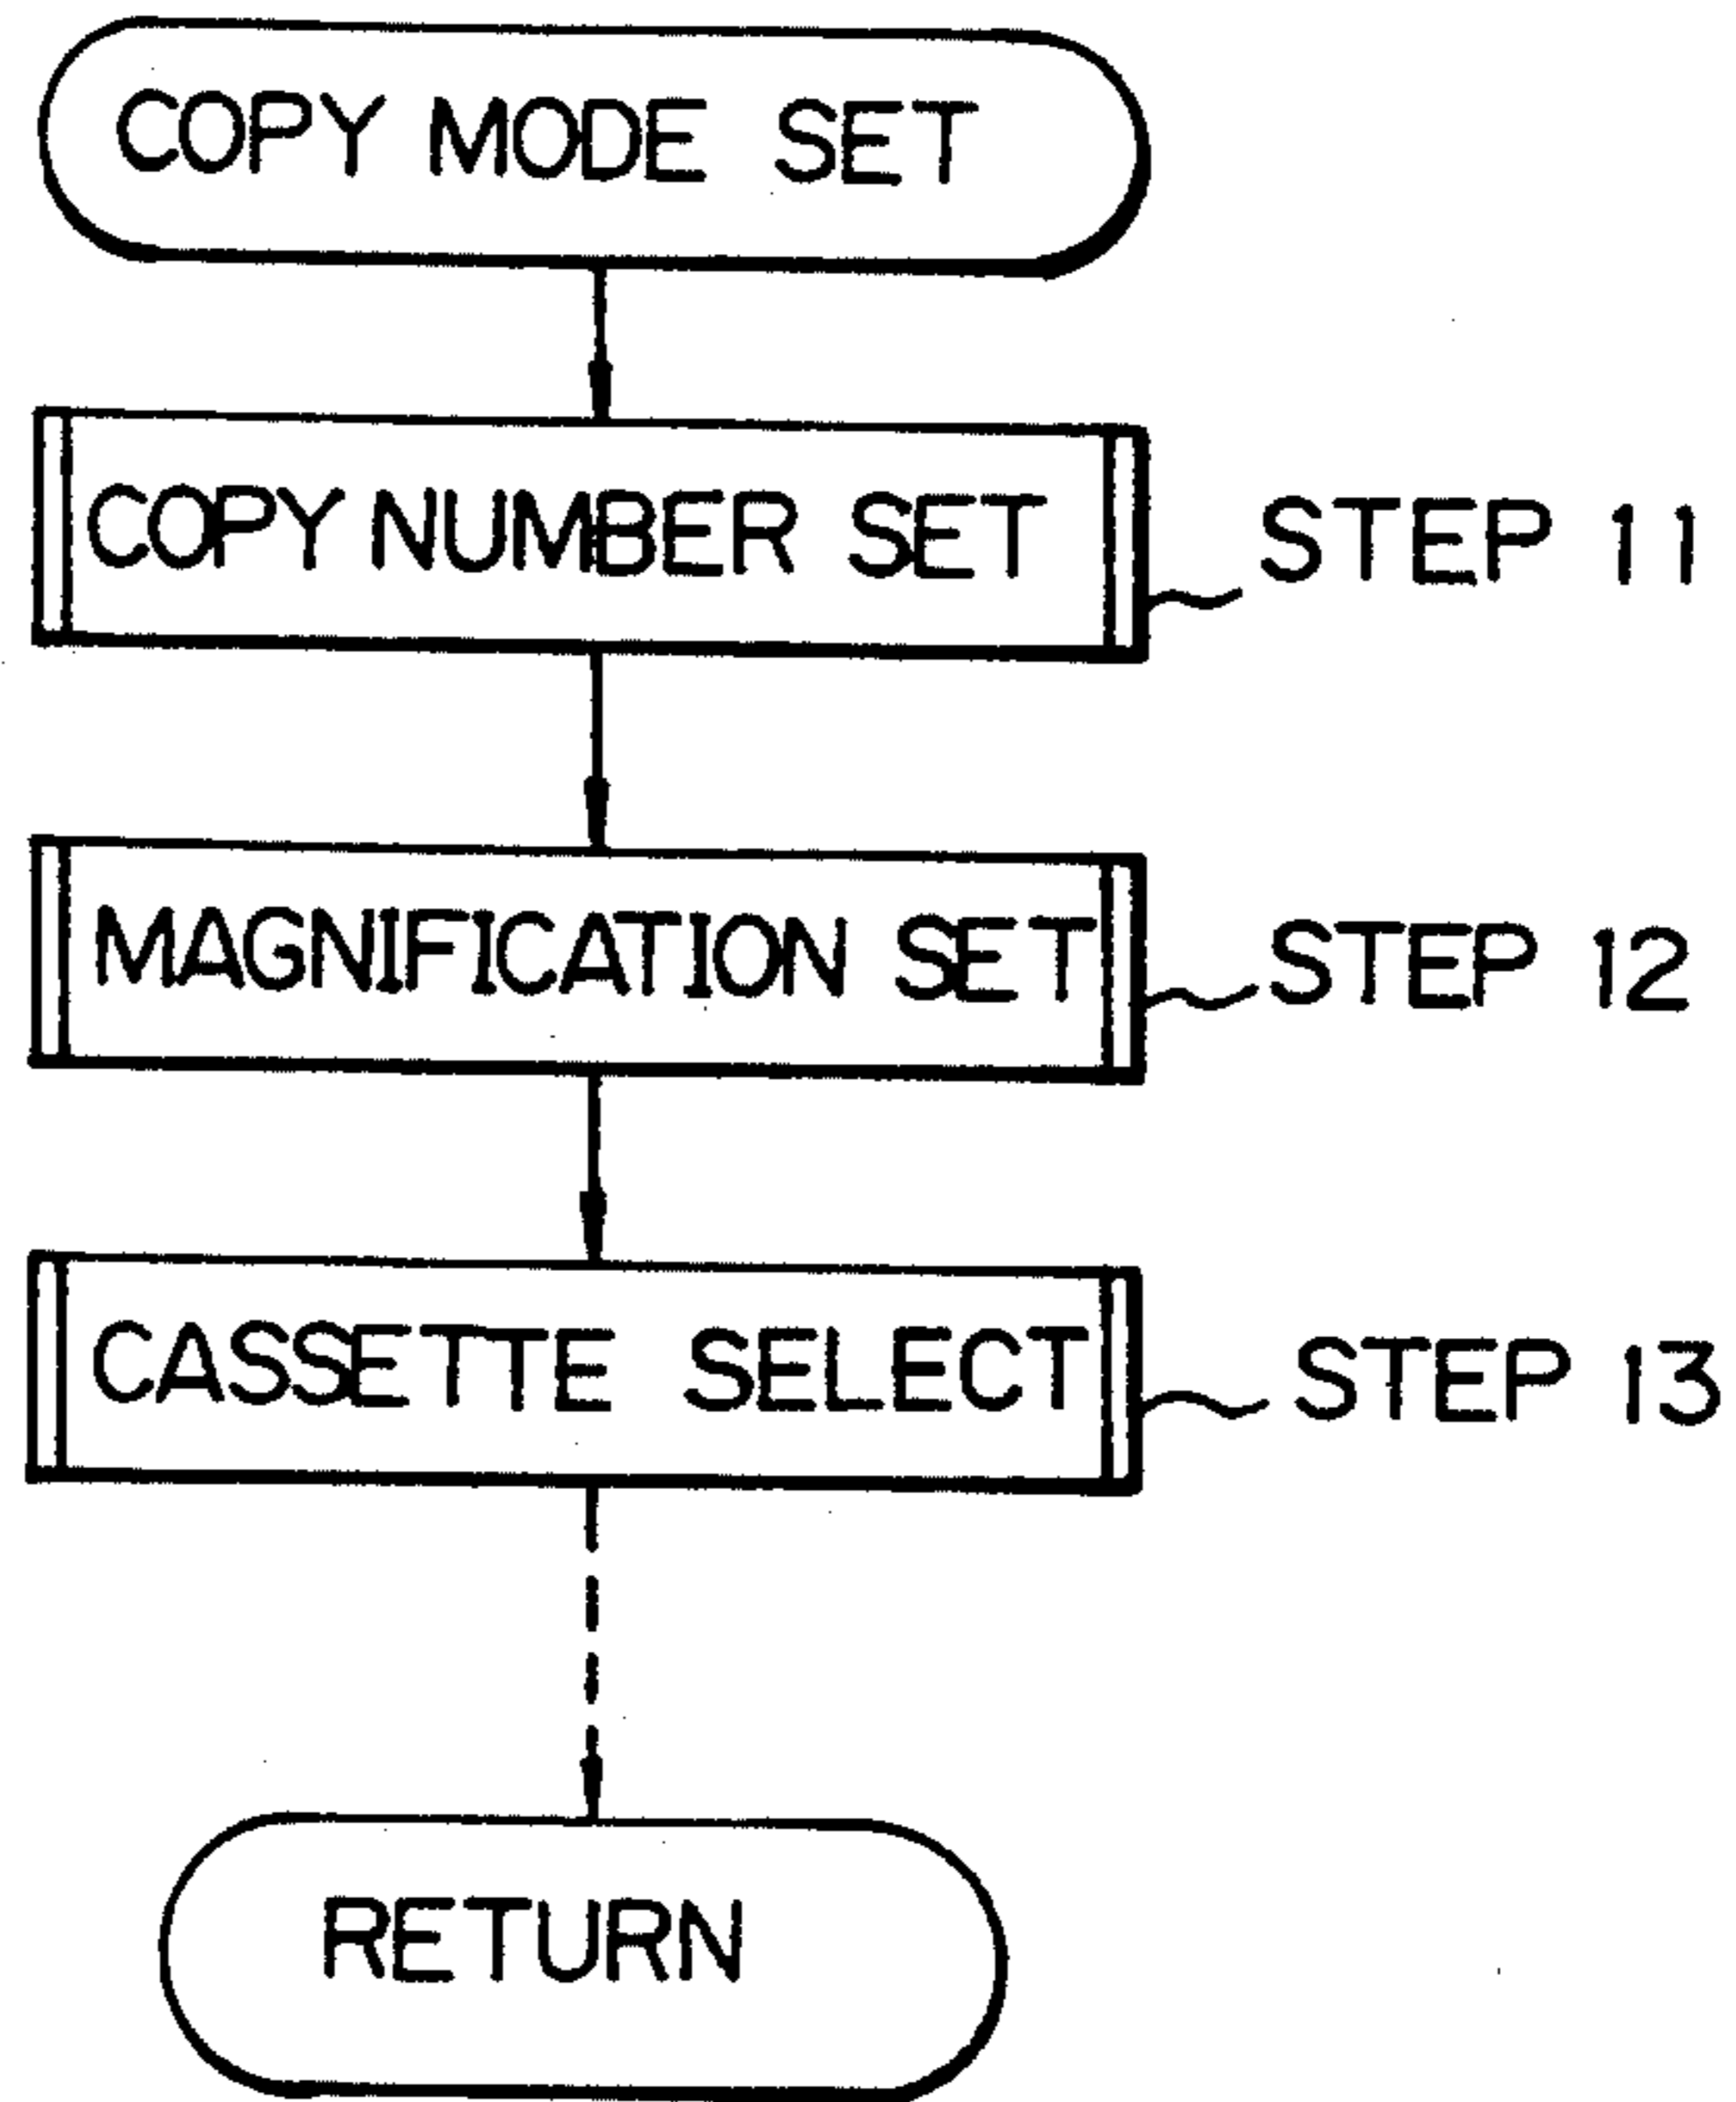 COPY MODE SET
COPY NUMBER SET
STEP 11
MAGNIFICATION SET
STEP 12
CASSETTE SELECT
STEP 13
RETURN